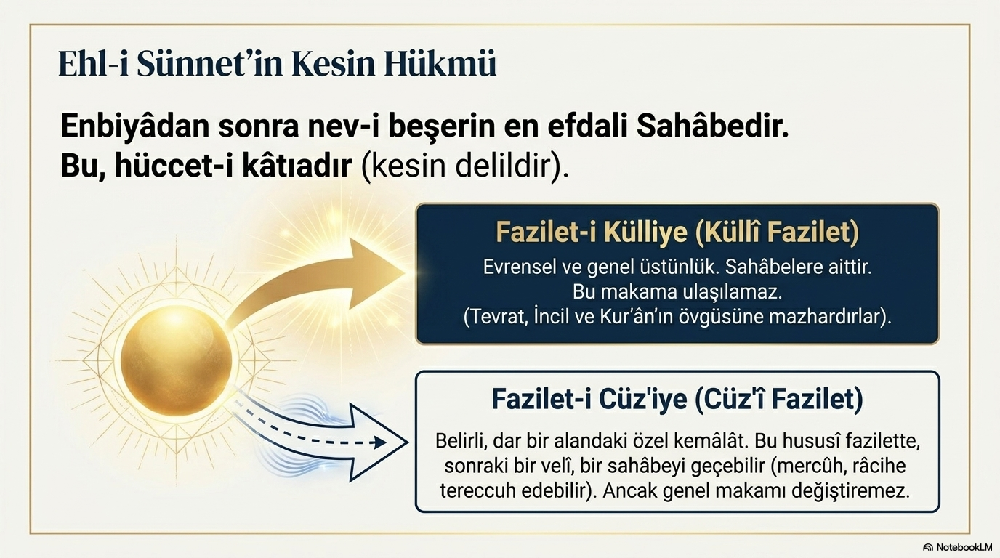 Ehl-i Sünnet’in Kesin Hükmü
Enbiyâdan sonra nev-i beşerin en efdali Sahâbedir.
Bu, hüccet-i kâtıadır (kesin delildir).
Fazilet-i Külliye (Küllî Fazilet)
Evrensel ve genel üstünlük. Sahâbelere aittir.
Bu makama ulaşılamaz.
(Tevrat, İncil ve Kur’ân’ın övgüsüne mazhardırlar).
Fazilet-i Cüz'iye (Cüz'î Fazilet)
Belirli, dar bir alandaki özel kemâlât. Bu hususî fazilette,
sonraki bir velî, bir sahâbeyi geçebilir (mercûh, râcihe
tereccuh edebilir). Ancak genel makamı değiştiremez.
NotebookLM